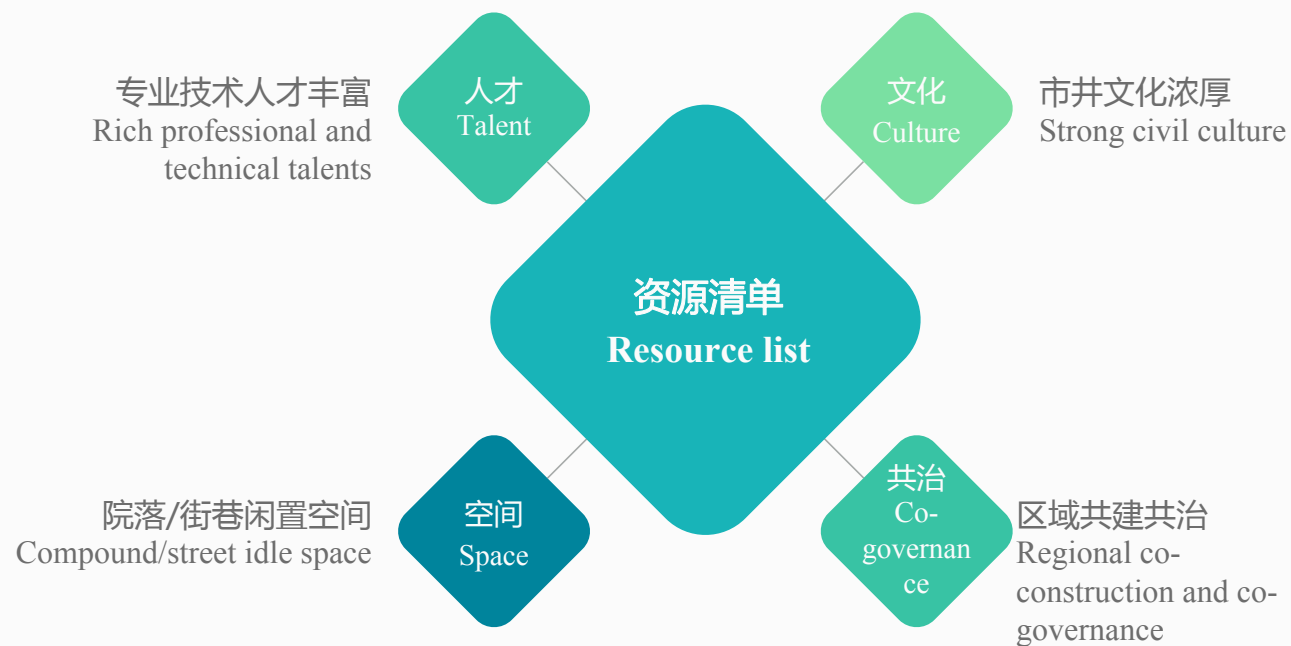 专业技术人才丰富
Rich professional and
technical talents
人才
Talent
文化
Culture
市井文化浓厚
Strong civil culture
资源清单
Resource list
院落/街巷闲置空间
Compound/street idle space
空间
Space
共治
Co-
governan
ce
区域共建共治
Regional co-
construction and co-
governance